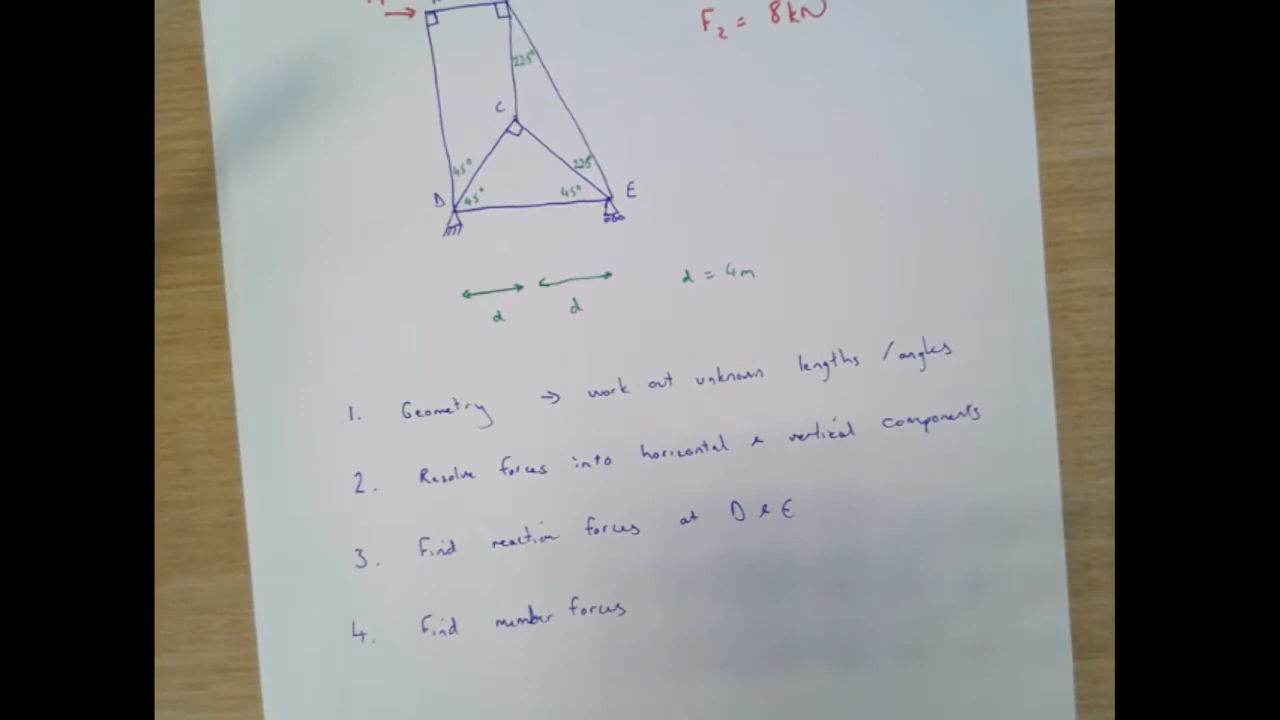 F₂ = 8kN
22.5°
C
45°
22.5°
D
45°
45°
E
d = 4m
d
d
1. Geometry → work out unknown lengths / angles
2. Resolve forces into horizontal & vertical components
3. Find reaction forces at D & E
4. Find member forces